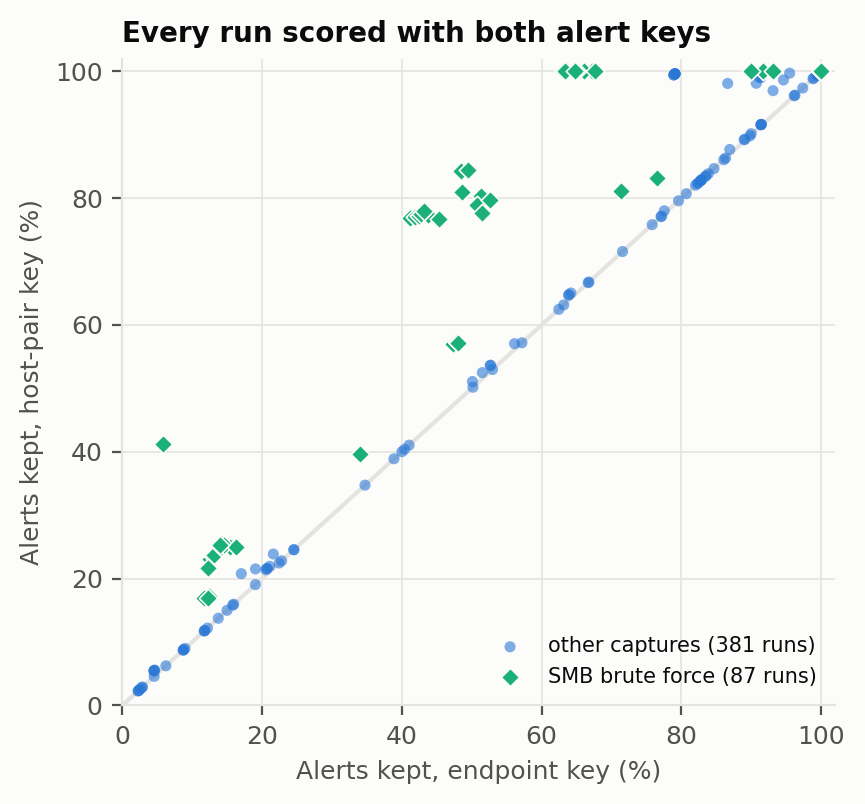 Every run scored with both alert keys
Alerts kept, host-pair key (%)
100
80
60
40
20
0
other captures (381 runs)
SMB brute force (87 runs)
0 20 40 60 80 100
Alerts kept, endpoint key (%)